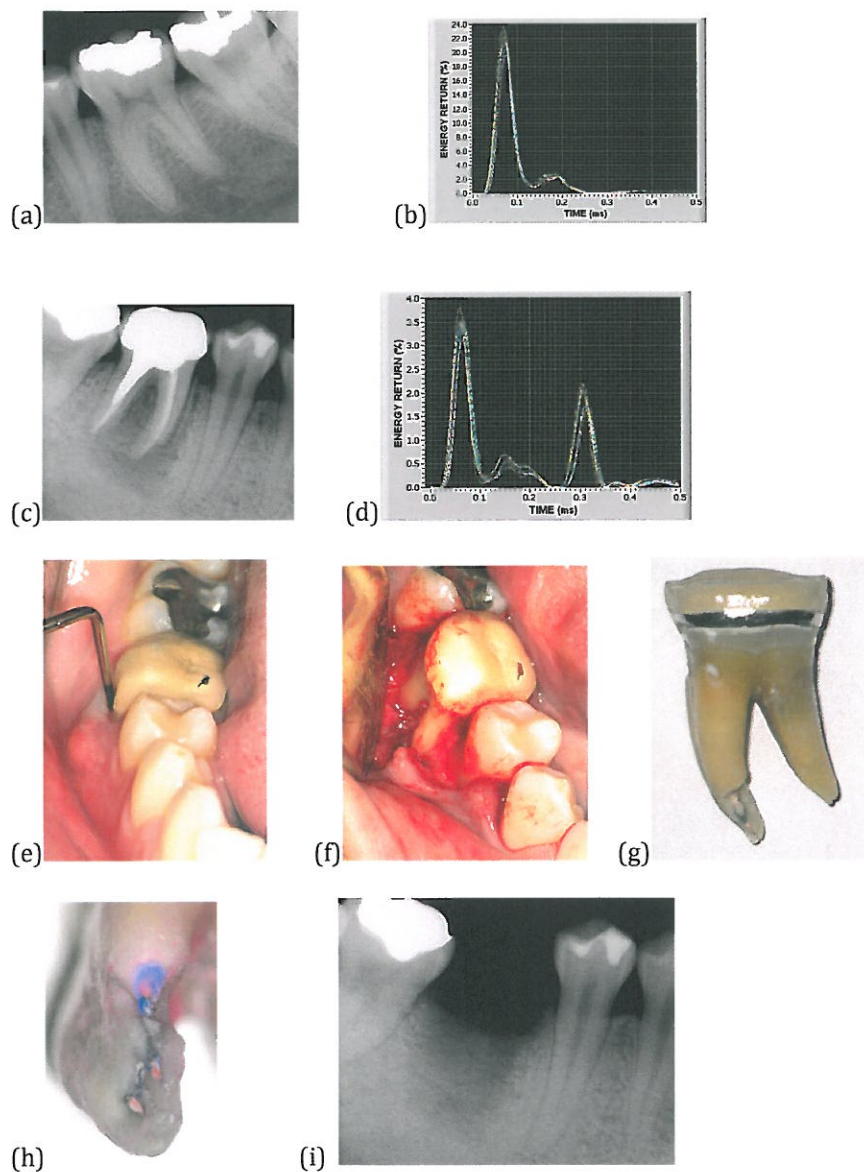 (a)
(b)
ENERGY RETURN (%)
24.0
22.0
20.0
18.0
16.0
14.0
12.0
10.0
8.0
6.0
4.0
2.0
0.0
0.0 0.1 0.2 0.3 0.4 0.5
TIME (ms)
(c)
(d)
ENERGY RETURN (%)
4.0
3.5
3.0
2.5
2.0
1.5
1.0
0.5
0.0
0.0 0.1 0.2 0.3 0.4 0.5
TIME (ms)
(e)
(f)
(g)
(h)
(i)